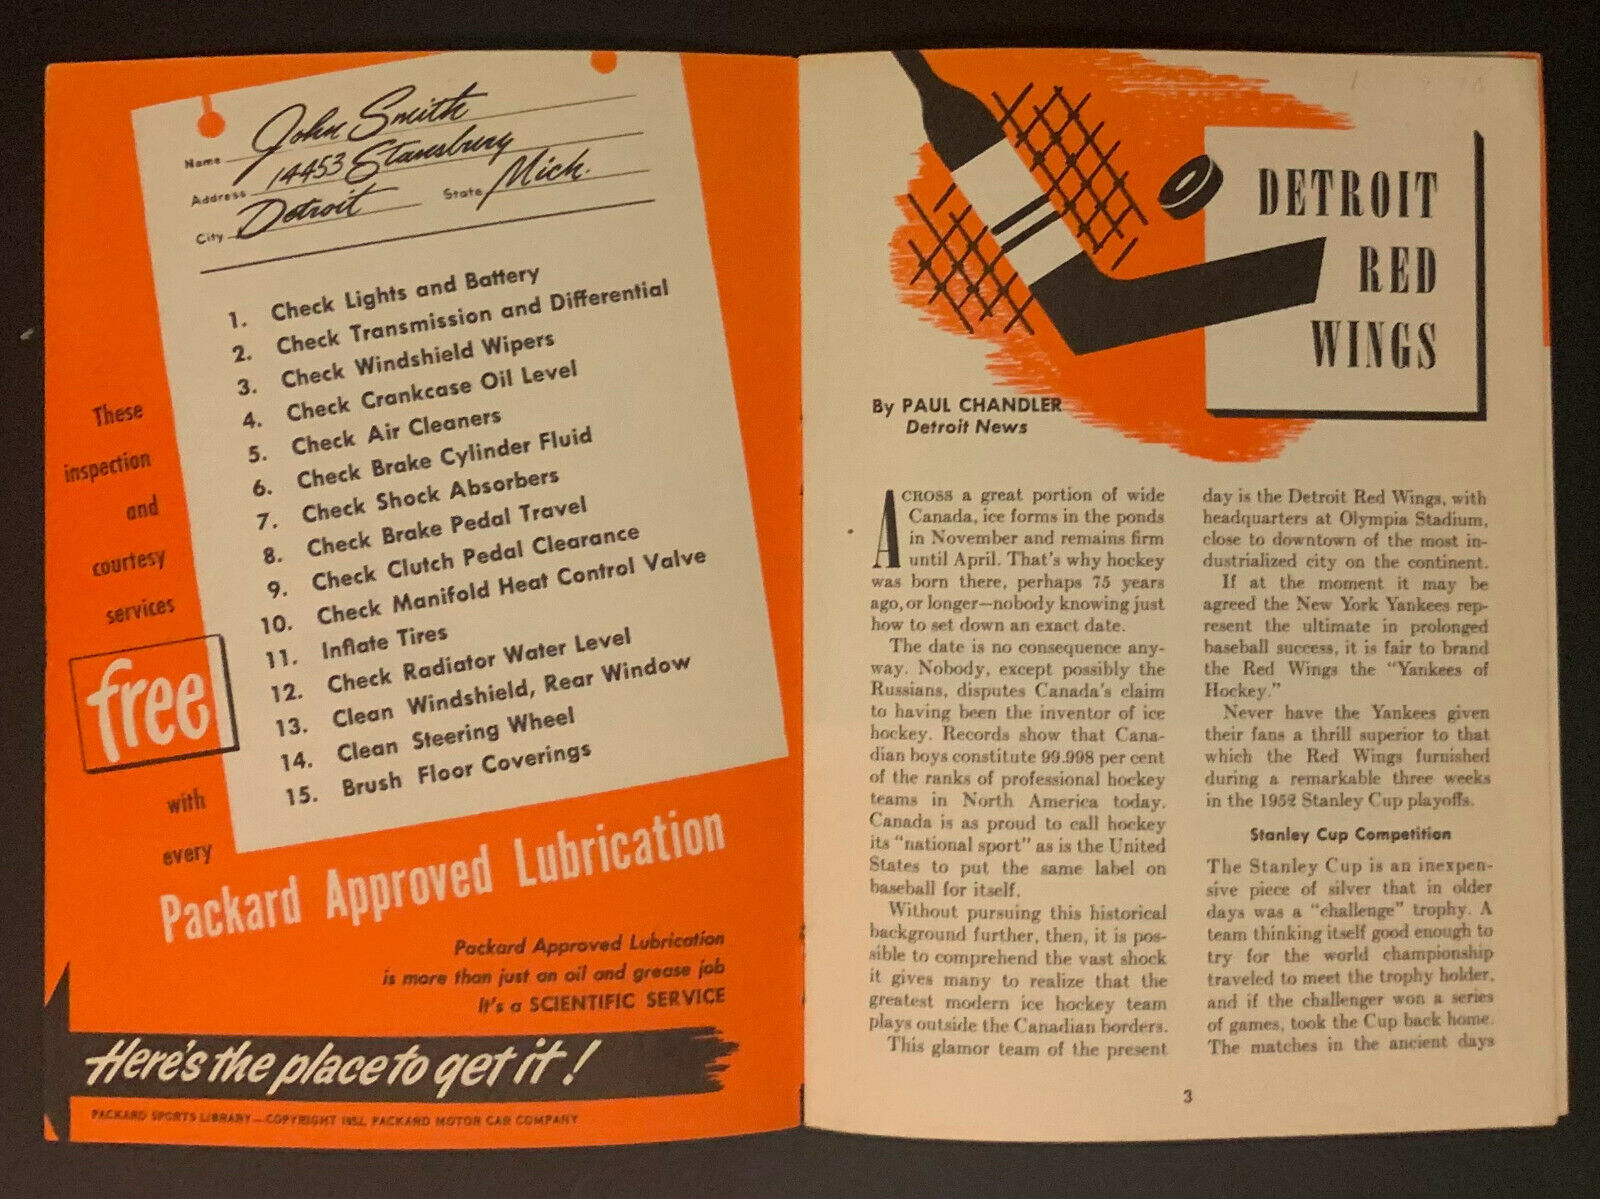 Name John Smith
Address 14453 Stansbury
City Detroit State Mich.
1. Check Lights and Battery
2. Check Transmission and Differential
3. Check Windshield Wipers
4. Check Crankcase Oil Level
5. Check Air Cleaners
6. Check Brake Cylinder Fluid
7. Check Shock Absorbers
8. Check Brake Pedal Travel
9. Check Clutch Pedal Clearance
10. Check Manifold Heat Control Valve
11. Inflate Tires
12. Check Radiator Water Level
13. Clean Windshield, Rear Window
14. Clean Steering Wheel
15. Brush Floor Coverings
These
inspection
and
courtesy
services
free
with
every
Packard Approved Lubrication
Packard Approved Lubrication
is more than just an oil and grease job
It's a SCIENTIFIC SERVICE
Here's the place to get it!
PACKARD SPORTS LIBRARY—COPYRIGHT 1952, PACKARD MOTOR CAR COMPANY
DETROIT
RED
WINGS
By PAUL CHANDLER
Detroit News
ACROSS a great portion of wide
Canada, ice forms in the ponds
in November and remains firm
until April. That's why hockey
was born there, perhaps 75 years
ago, or longer—nobody knowing just
how to set down an exact date.
The date is no consequence any-
way. Nobody, except possibly the
Russians, disputes Canada's claim
to having been the inventor of ice
hockey. Records show that Cana-
dian boys constitute 99.998 per cent
of the ranks of professional hockey
teams in North America today.
Canada is as proud to call hockey
its "national sport" as is the United
States to put the same label on
baseball for itself.
Without pursuing this historical
background further, then, it is pos-
sible to comprehend the vast shock
it gives many to realize that the
greatest modern ice hockey team
plays outside the Canadian borders.
This glamor team of the present
day is the Detroit Red Wings, with
headquarters at Olympia Stadium,
close to downtown of the most in-
dustrialized city on the continent.
If at the moment it may be
agreed the New York Yankees rep-
resent the ultimate in prolonged
baseball success, it is fair to brand
the Red Wings the "Yankees of
Hockey."
Never have the Yankees given
their fans a thrill superior to that
which the Red Wings furnished
during a remarkable three weeks
in the 1952 Stanley Cup playoffs.
Stanley Cup Competition
The Stanley Cup is an inexpen-
sive piece of silver that in older
days was a "challenge" trophy. A
team thinking itself good enough to
try for the world championship
traveled to meet the trophy holder,
and if the challenger won a series
of games, took the Cup back home.
The matches in the ancient days
3